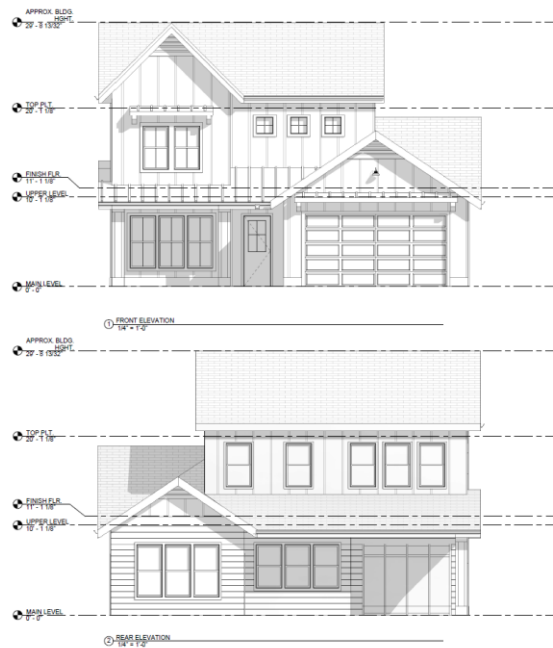 APPROX. BLDG.
HGHT.
29' - 8 13/32"
TOP PLT.
20' - 1 1/8"
FINISH FLR.
11' - 1 1/8"
UPPER LEVEL
10' - 1 1/8"
MAIN LEVEL
0' - 0"
1 FRONT ELEVATION
1/4" = 1'-0"
APPROX. BLDG.
HGHT.
29' - 8 13/32"
TOP PLT.
20' - 1 1/8"
FINISH FLR.
11' - 1 1/8"
UPPER LEVEL
10' - 1 1/8"
MAIN LEVEL
0' - 0"
2 REAR ELEVATION
1/4" = 1'-0"